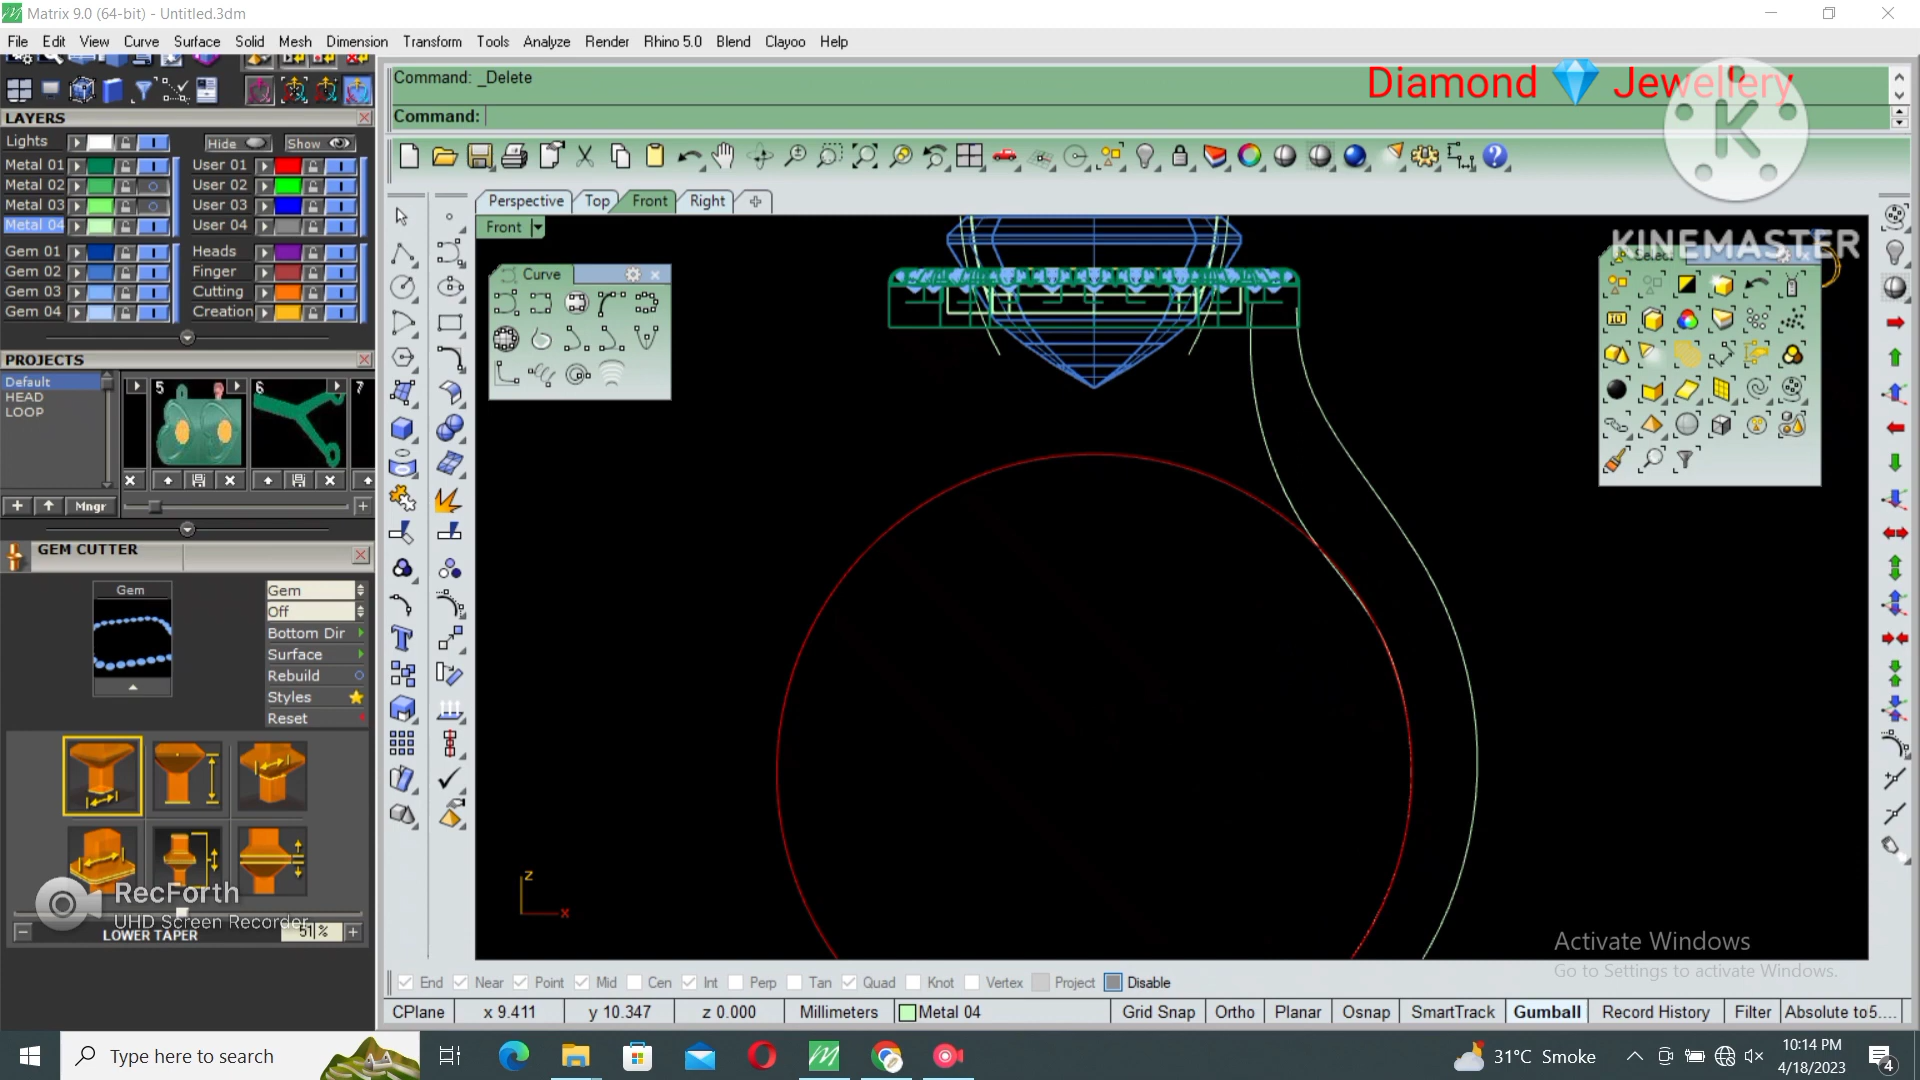 Matrix 9.0 (64-bit) - Untitled.3dm
File Edit View Curve Surface Solid Mesh Dimension Transform Tools Analyze Render Rhino 5.0 Blend Clayoo Help
Command: _Delete
Command:
Diamond 💎 Jewellery
K
KINEMASTER
LAYERS
Lights Hide Show
Metal 01 User 01
Metal 02 User 02
Metal 03 User 03
Metal 04 User 04
Gem 01 Heads
Gem 02 Finger
Gem 03 Cutting
Gem 04 Creation
PROJECTS
Default
HEAD
LOOP
5 6 7
Mngr
GEM CUTTER
Gem
Gem
Off
Bottom Dir
Surface
Rebuild
Styles
Reset
RecForth
UHD Screen Recorder
LOWER TAPER 51%
Perspective Top Front Right
Front
Curve
Select
z
x
Activate Windows
Go to Settings to activate Windows.
End Near Point Mid Cen Int Perp Tan Quad Knot Vertex Project Disable
CPlane x 9.411 y 10.347 z 0.000 Millimeters Metal 04 Grid Snap Ortho Planar Osnap SmartTrack Gumball Record History Filter Absolute to5....
Type here to search
31°C Smoke
10:14 PM
4/18/2023
4